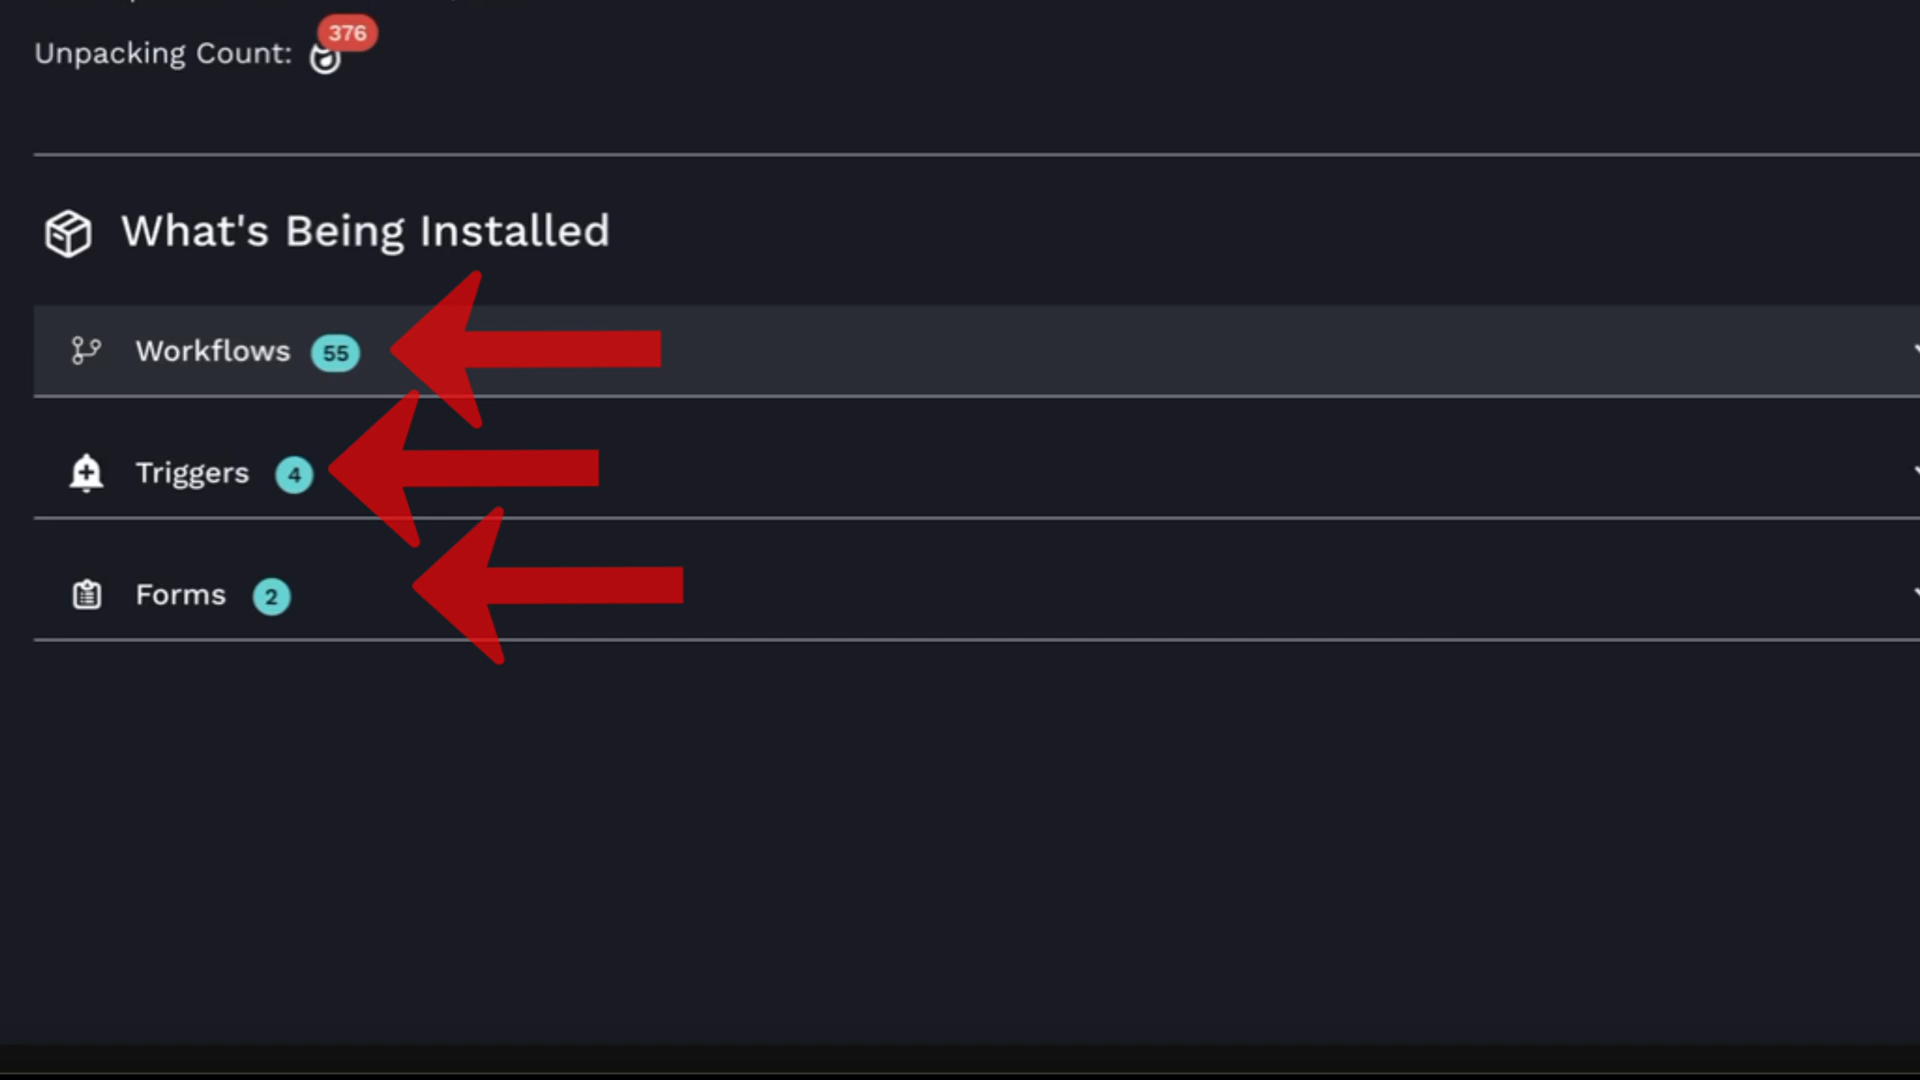 Unpacking Count: 376
What's Being Installed
Workflows 55
Triggers 4
Forms 2